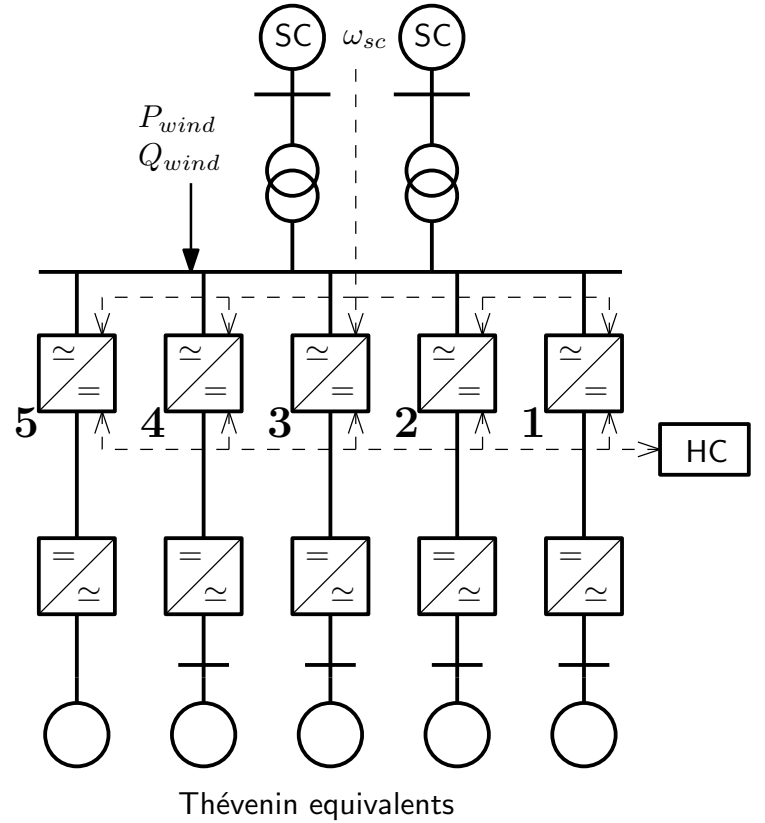 SC ω_sc SC
P_wind
Q_wind
≃ ≃ ≃ ≃ ≃
= = = = =
5 4 3 2 1
HC
= = = = =
≃ ≃ ≃ ≃ ≃
Thévenin equivalents